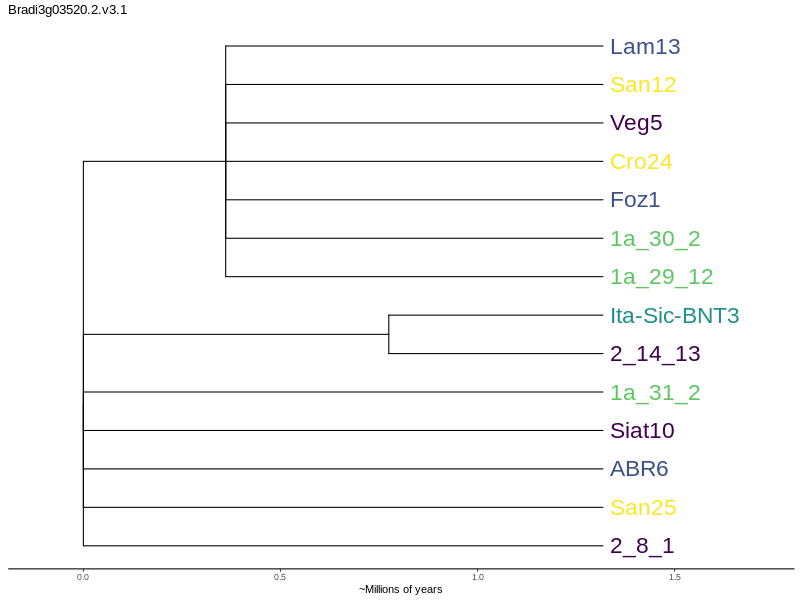 Bradi3g03520.2.v3.1
Lam13
San12
Veg5
Cro24
Foz1
1a_30_2
1a_29_12
Ita-Sic-BNT3
2_14_13
1a_31_2
Siat10
ABR6
San25
2_8_1
0.0 0.5 1.0 1.5
~Millions of years